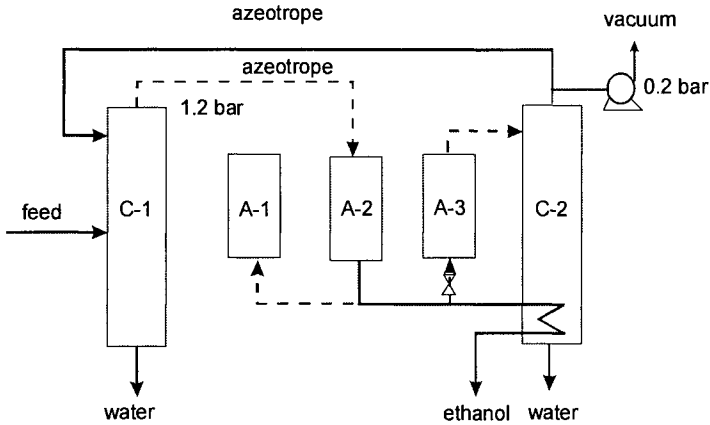 azeotrope
vacuum
azeotrope
0.2 bar
1.2 bar
feed
C-1
A-1
A-2
A-3
C-2
water
ethanol
water